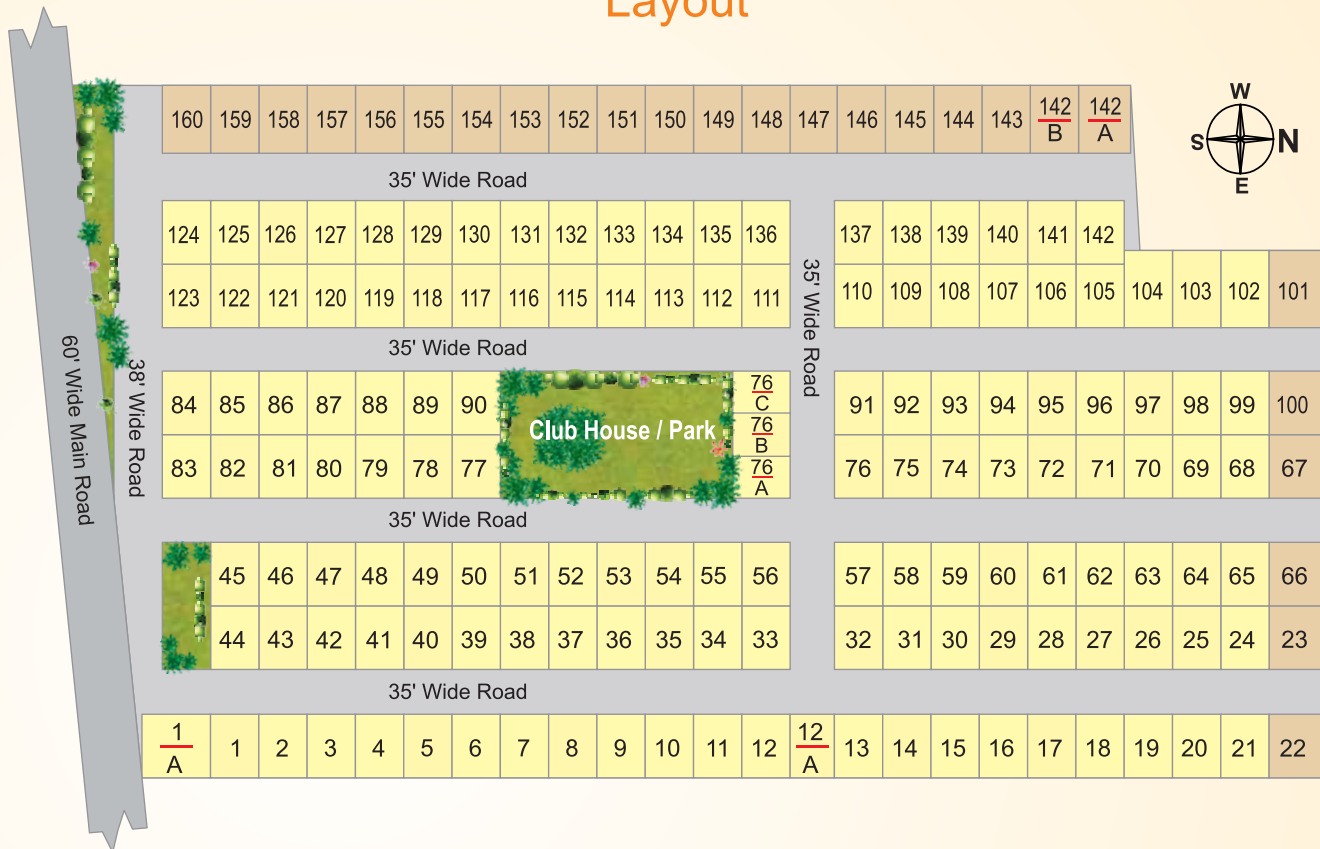 Layout
W
S N
E
160 159 158 157 156 155 154 153 152 151 150 149 148 147 146 145 144 143 142/B 142/A
35' Wide Road
124 125 126 127 128 129 130 131 132 133 134 135 136 137 138 139 140 141 142
123 122 121 120 119 118 117 116 115 114 113 112 111 110 109 108 107 106 105 104 103 102 101
35' Wide Road
35' Wide Road
60' Wide Main Road
38' Wide Road
84 85 86 87 88 89 90 76/C 91 92 93 94 95 96 97 98 99 100
Club House / Park 76/B
83 82 81 80 79 78 77 76/A 76 75 74 73 72 71 70 69 68 67
35' Wide Road
45 46 47 48 49 50 51 52 53 54 55 56 57 58 59 60 61 62 63 64 65 66
44 43 42 41 40 39 38 37 36 35 34 33 32 31 30 29 28 27 26 25 24 23
35' Wide Road
1/A 1 2 3 4 5 6 7 8 9 10 11 12 12/A 13 14 15 16 17 18 19 20 21 22